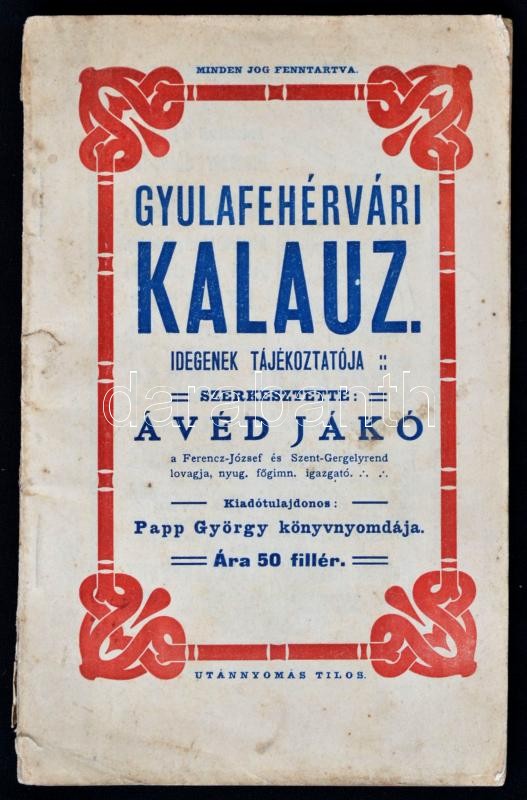 MINDEN JOG FENNTARTVA.
GYULAFEHÉRVÁRI
KALAUZ.
IDEGENEK TÁJÉKOZTATÓJA ::
SZERKESZTETTE:
ÁVÉD JÁKÓ
a Ferencz-József és Szent-Gergelyrend
lovagja, nyug. főgimn. igazgató. .·. .·.
Kiadótulajdonos:
Papp György könyvnyomdája.
Ára 50 fillér.
UTÁNNYOMÁS TILOS.
darabanth